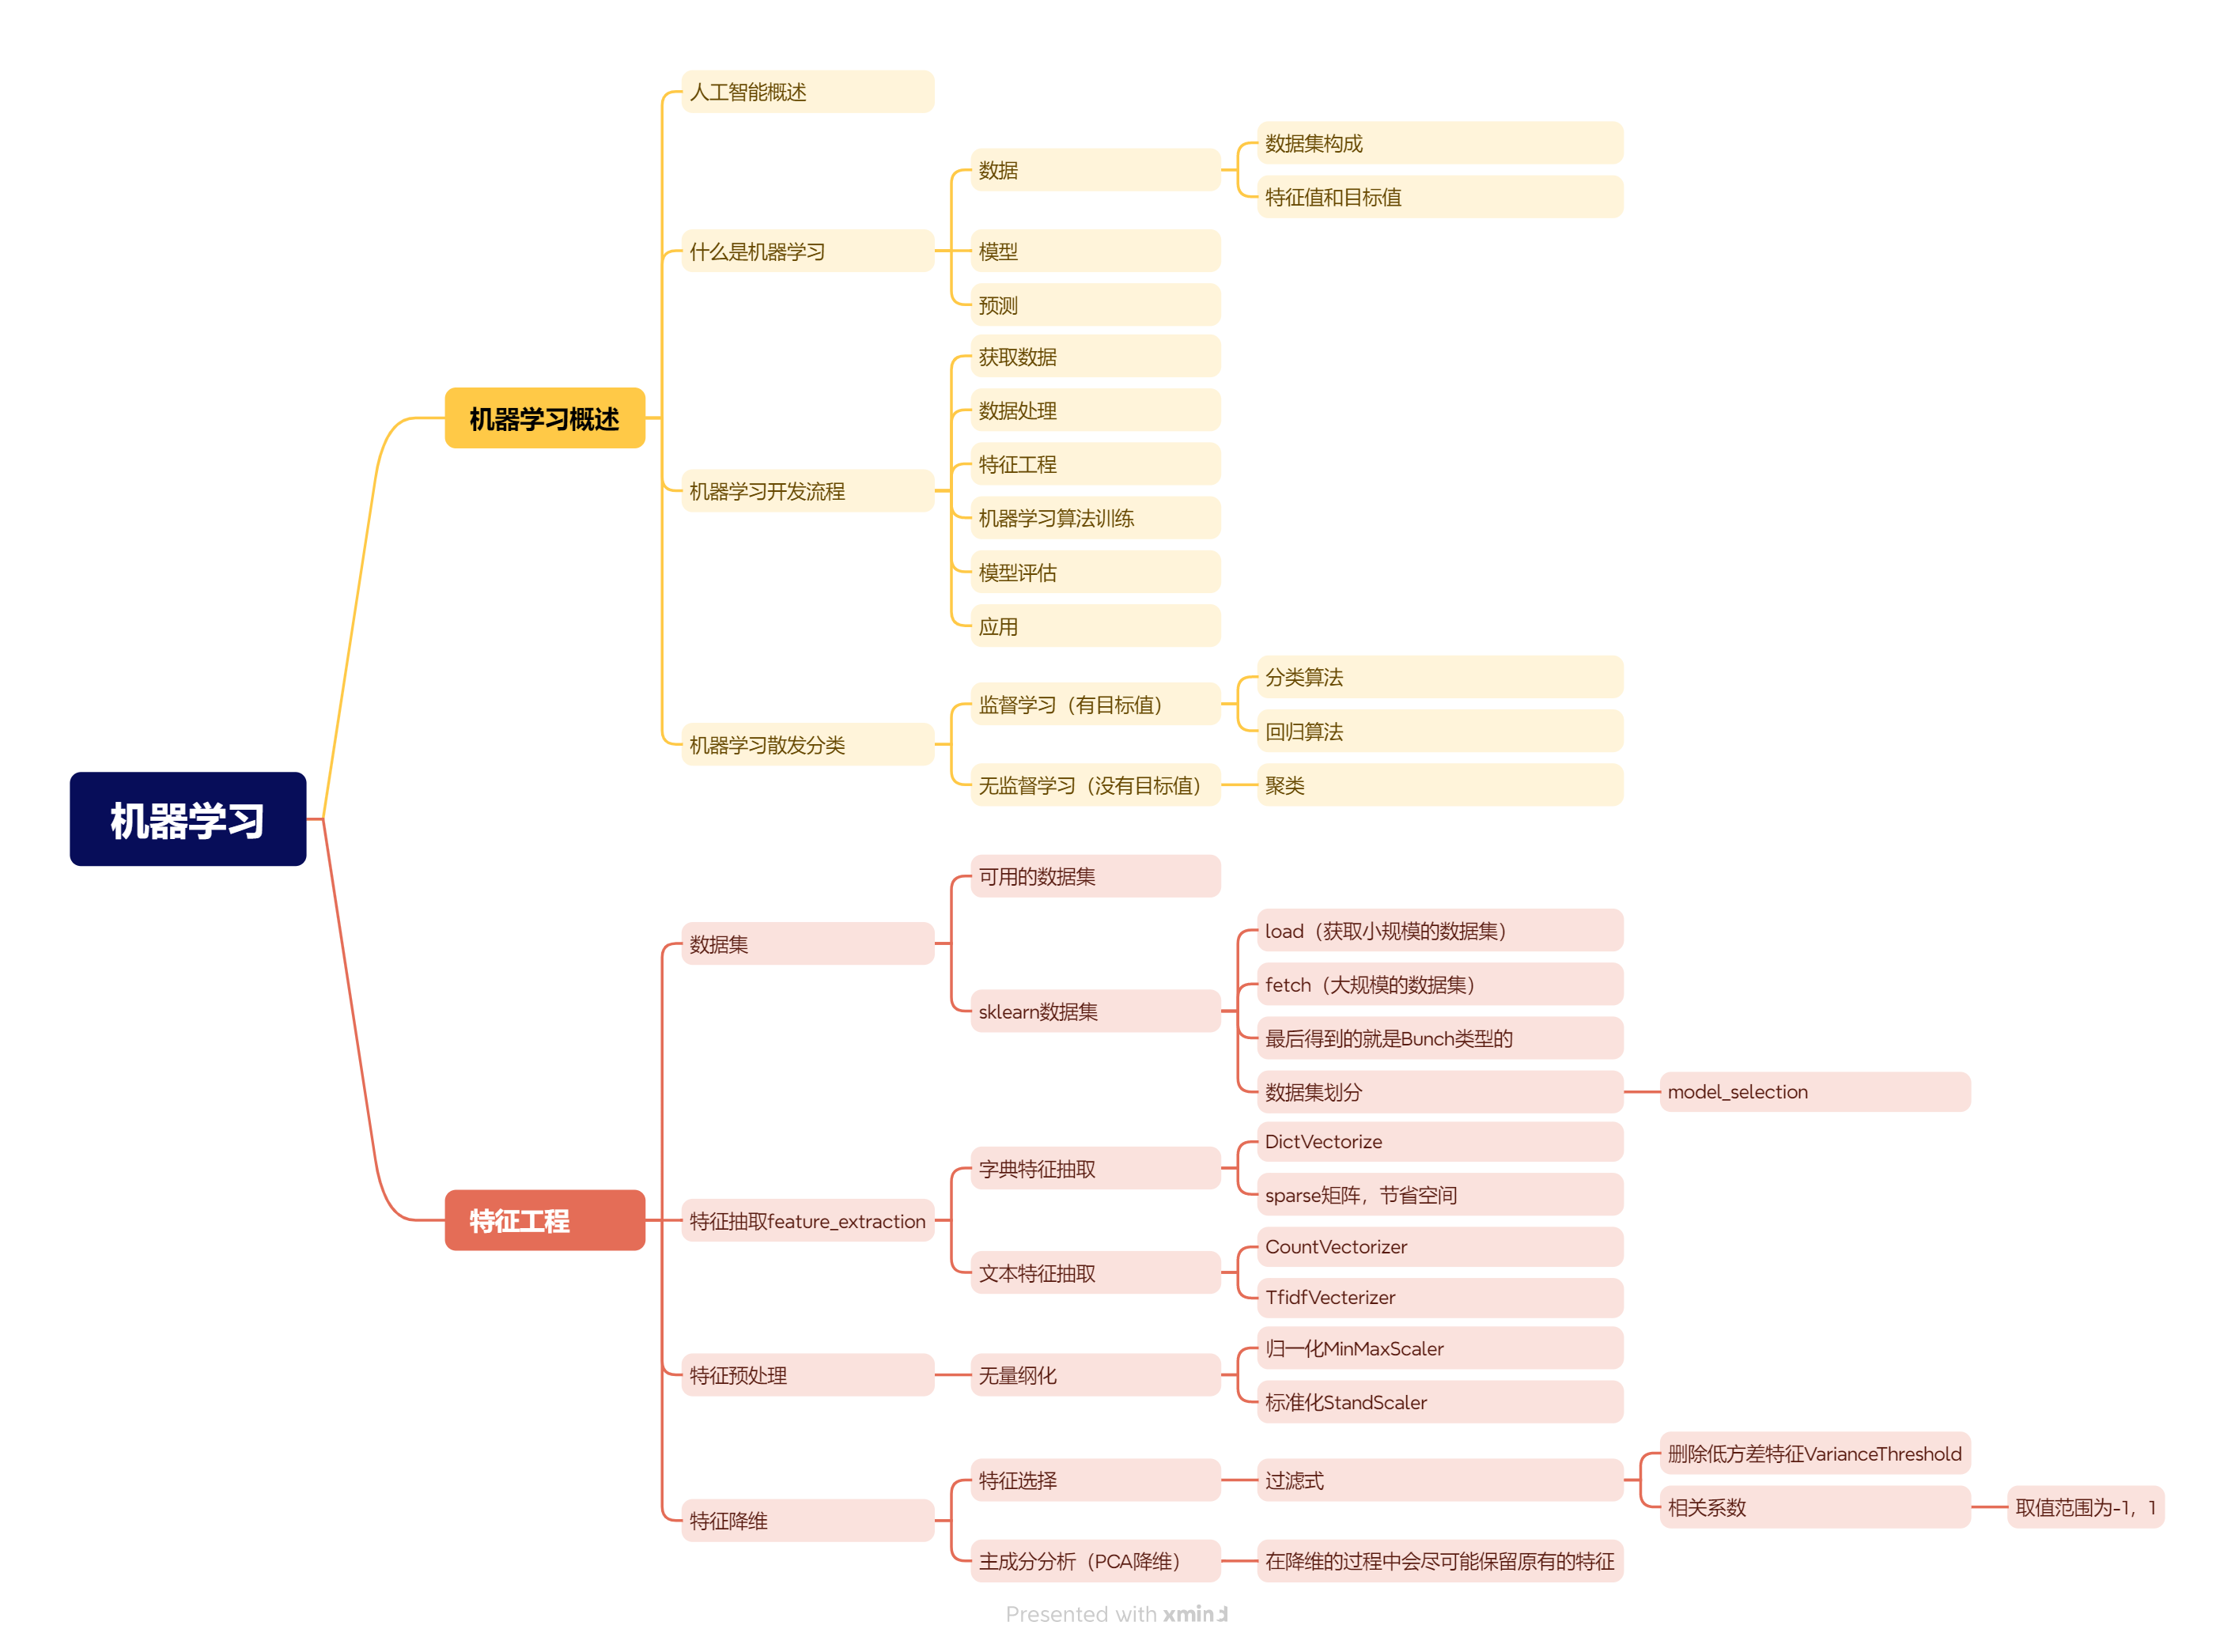 机器学习
机器学习概述
人工智能概述
什么是机器学习
数据
数据集构成
特征值和目标值
模型
预测
机器学习开发流程
获取数据
数据处理
特征工程
机器学习算法训练
模型评估
应用
机器学习散发分类
监督学习（有目标值）
分类算法
回归算法
无监督学习（没有目标值）
聚类
特征工程
数据集
可用的数据集
sklearn数据集
load（获取小规模的数据集）
fetch（大规模的数据集）
最后得到的就是Bunch类型的
数据集划分
model_selection
特征抽取feature_extraction
字典特征抽取
DictVectorize
sparse矩阵，节省空间
文本特征抽取
CountVectorizer
TfidfVecterizer
特征预处理
无量纲化
归一化MinMaxScaler
标准化StandScaler
特征降维
特征选择
过滤式
删除低方差特征VarianceThreshold
相关系数
取值范围为-1，1
主成分分析（PCA降维）
在降维的过程中会尽可能保留原有的特征
Presented with xmind